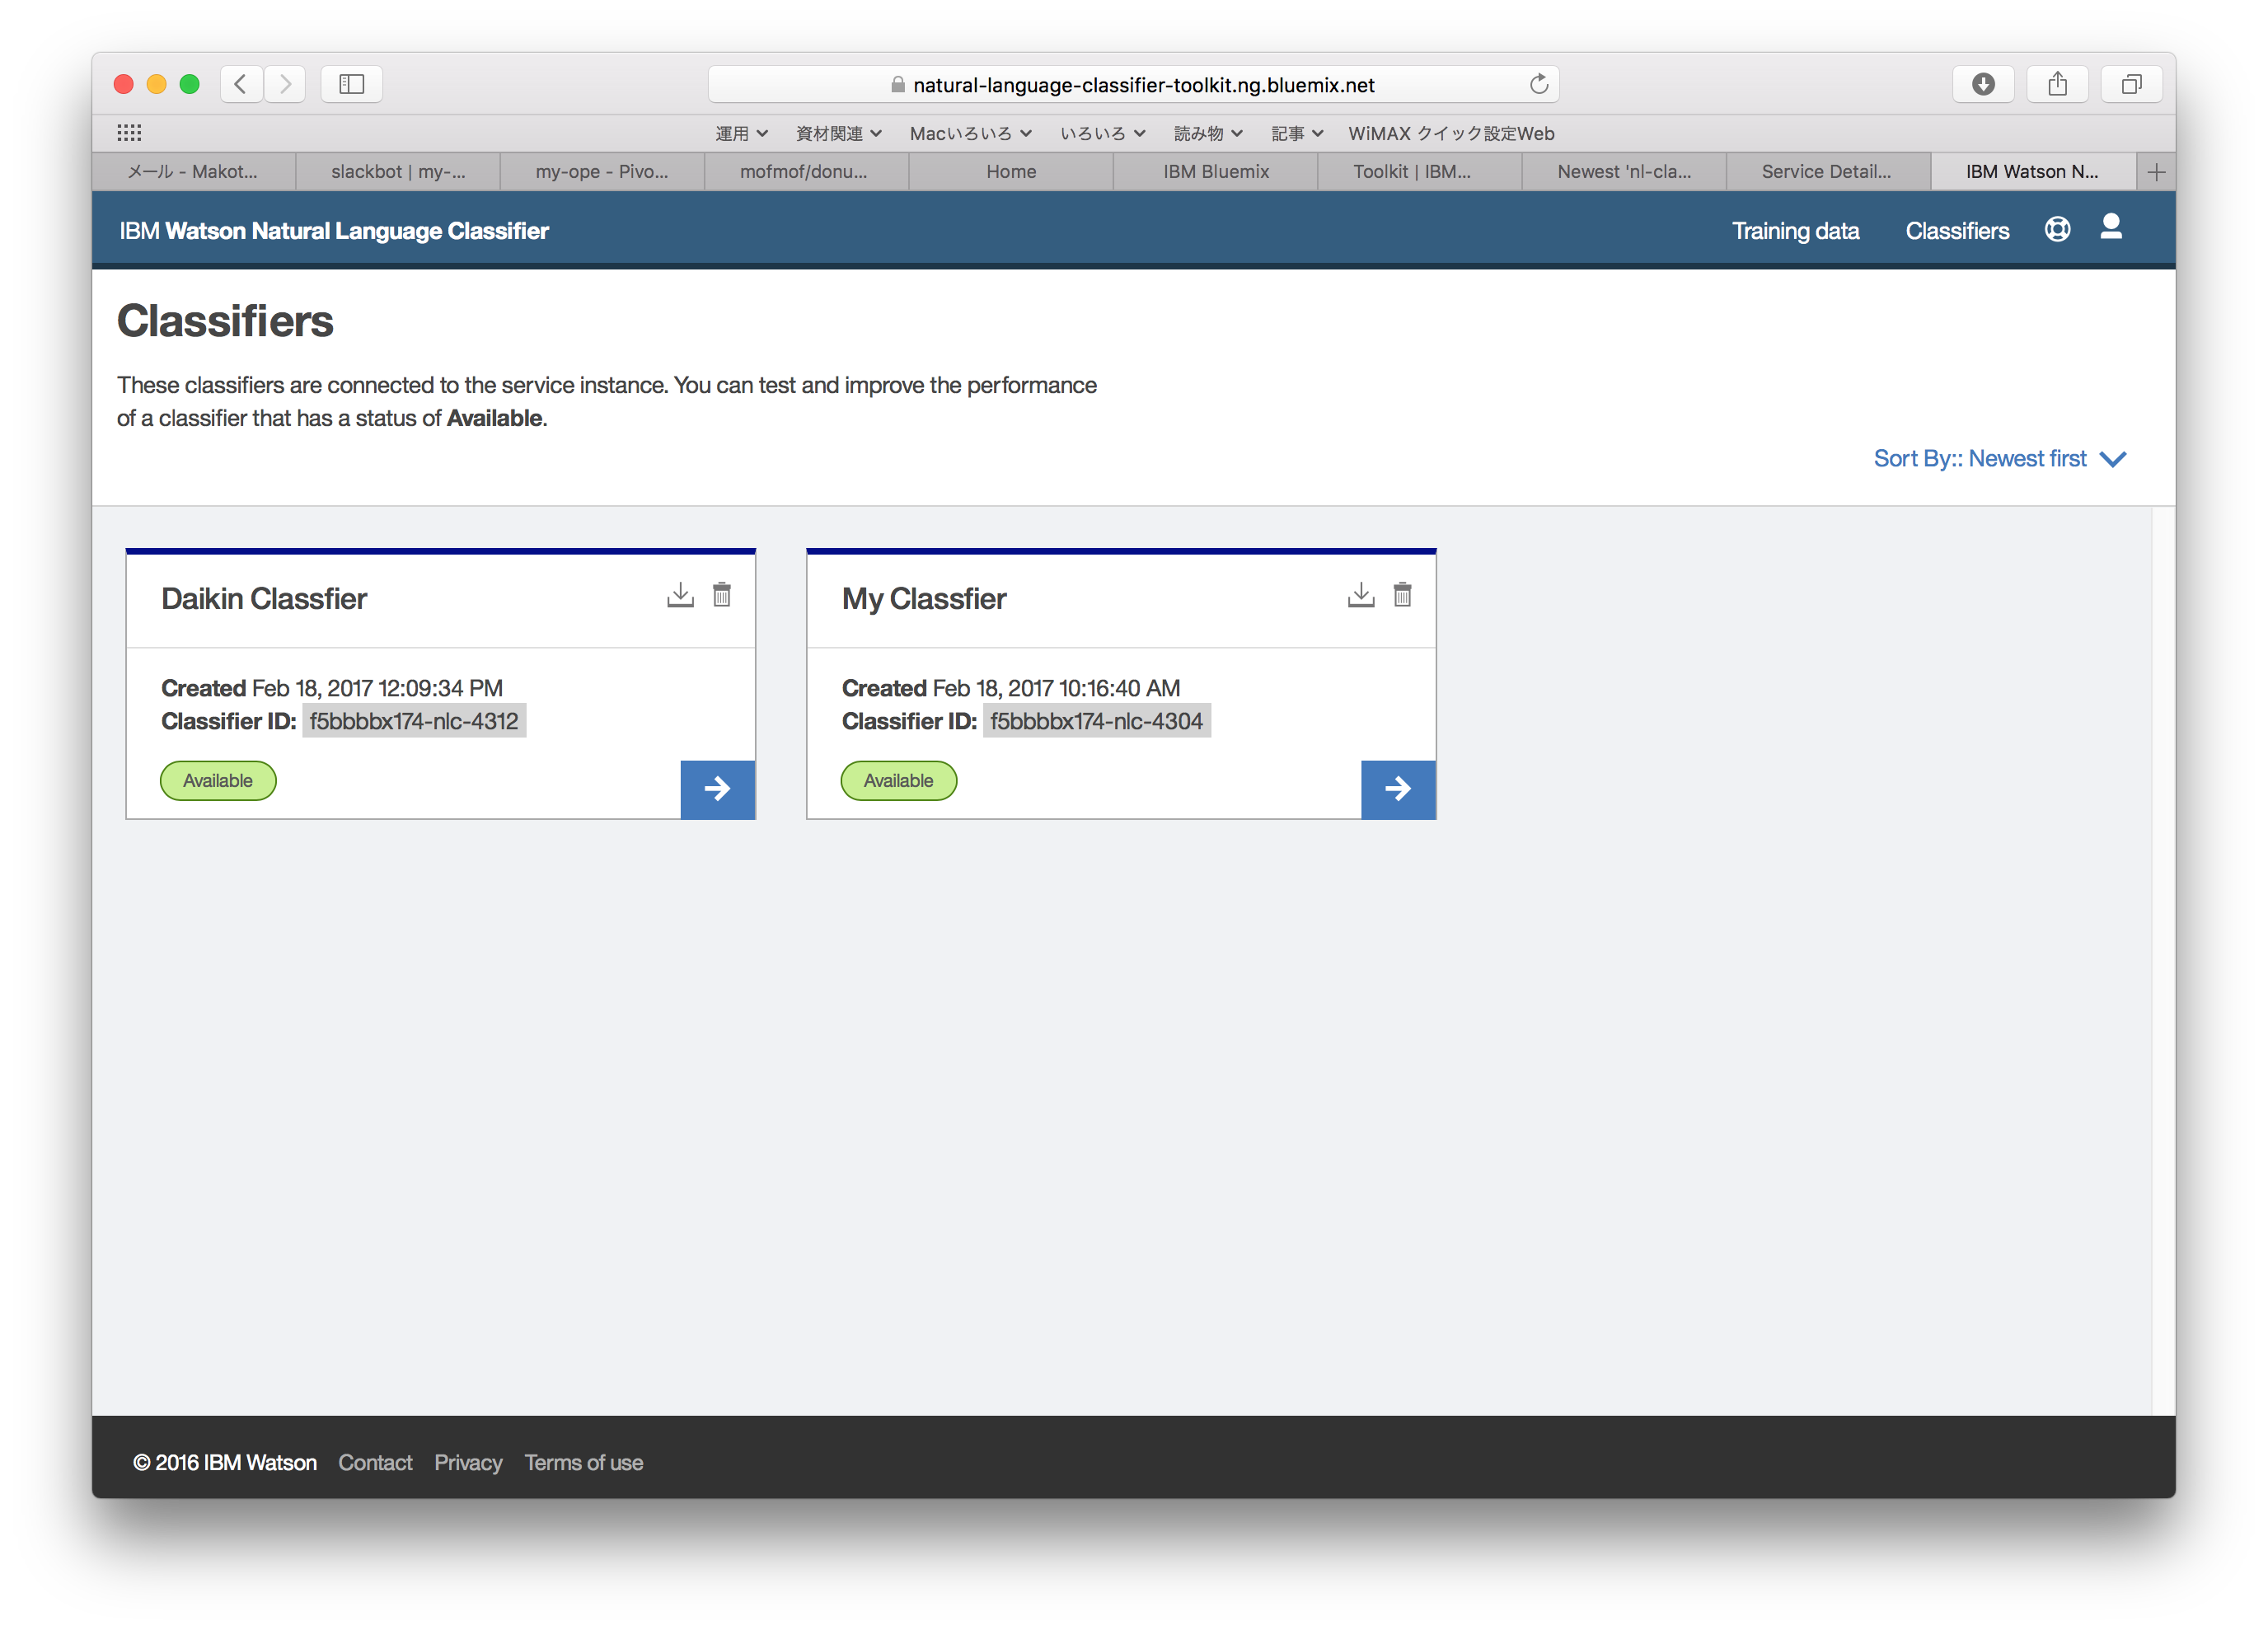 natural-language-classifier-toolkit.ng.bluemix.net
運用 資材関連 Macいろいろ いろいろ 読み物 記事 WiMAX クイック設定Web
メール - Makot... slackbot | my-... my-ope - Pivo... mofmof/donu... Home IBM Bluemix Toolkit | IBM... Newest 'nl-cla... Service Detail... IBM Watson N...
IBM Watson Natural Language Classifier Training data Classifiers
Classifiers
These classifiers are connected to the service instance. You can test and improve the performance
of a classifier that has a status of Available.
Sort By:: Newest first
Daikin Classfier
Created Feb 18, 2017 12:09:34 PM
Classifier ID: f5bbbbx174-nlc-4312
Available
My Classfier
Created Feb 18, 2017 10:16:40 AM
Classifier ID: f5bbbbx174-nlc-4304
Available
© 2016 IBM Watson Contact Privacy Terms of use